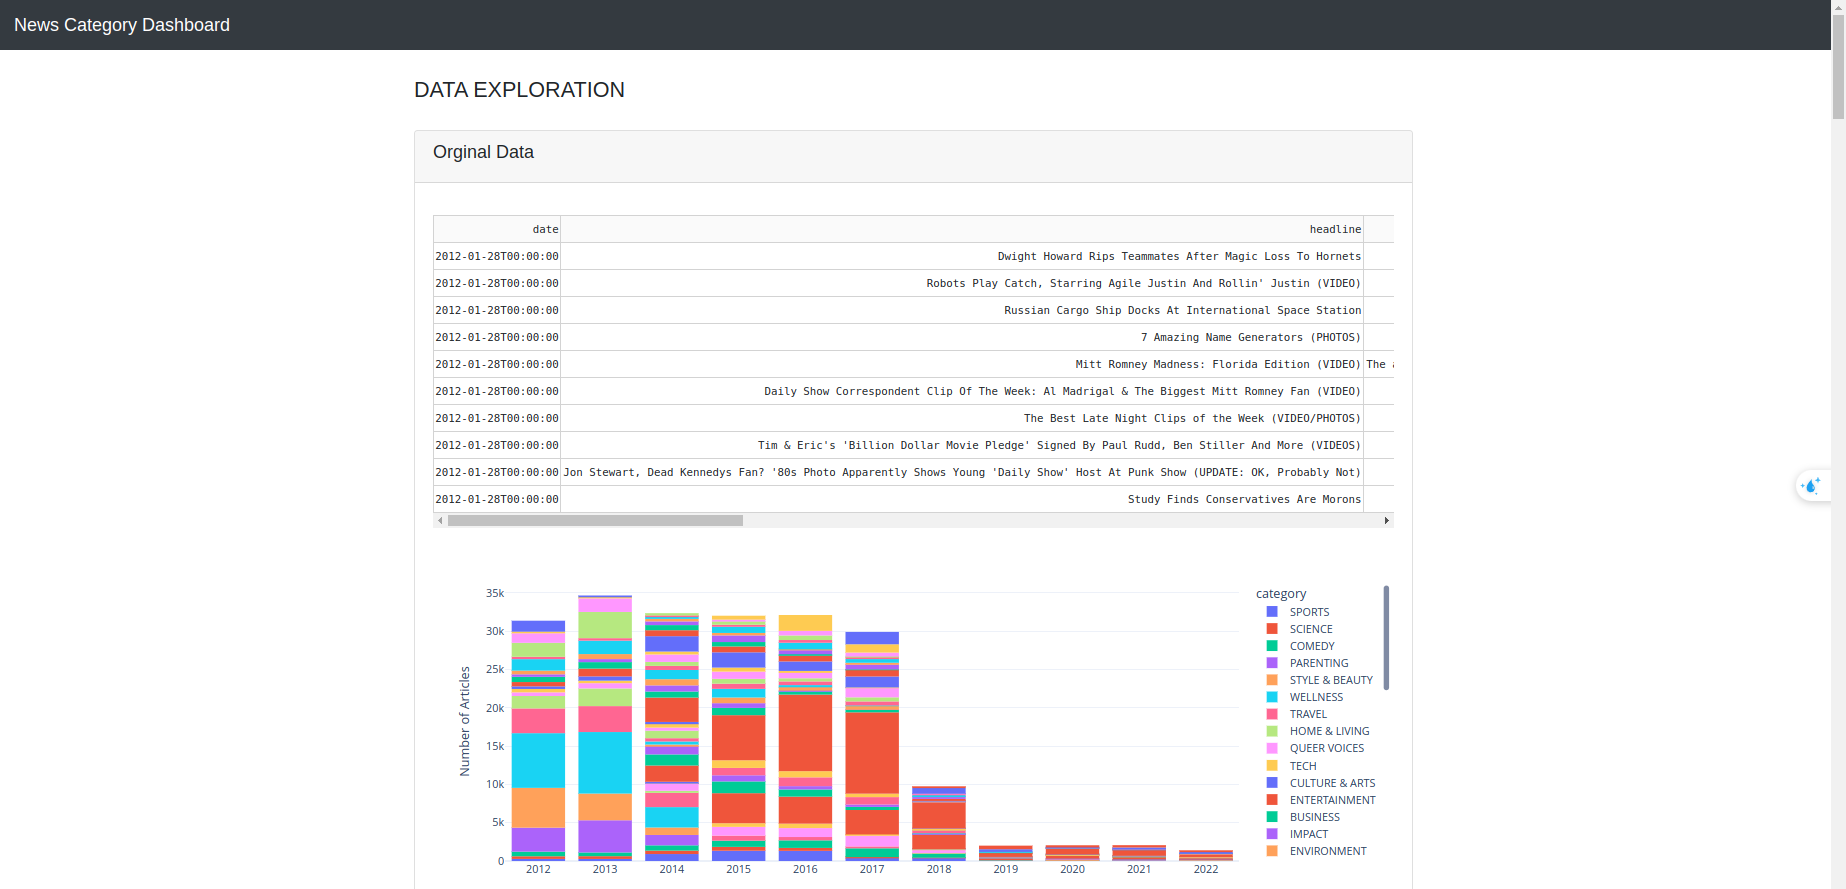 News Category Dashboard
DATA EXPLORATION
Orginal Data
date headline
2012-01-28T00:00:00 Dwight Howard Rips Teammates After Magic Loss To Hornets
2012-01-28T00:00:00 Robots Play Catch, Starring Agile Justin And Rollin' Justin (VIDEO)
2012-01-28T00:00:00 Russian Cargo Ship Docks At International Space Station
2012-01-28T00:00:00 7 Amazing Name Generators (PHOTOS)
2012-01-28T00:00:00 Mitt Romney Madness: Florida Edition (VIDEO) The
2012-01-28T00:00:00 Daily Show Correspondent Clip Of The Week: Al Madrigal & The Biggest Mitt Romney Fan (VIDEO)
2012-01-28T00:00:00 The Best Late Night Clips of the Week (VIDEO/PHOTOS)
2012-01-28T00:00:00 Tim & Eric's 'Billion Dollar Movie Pledge' Signed By Paul Rudd, Ben Stiller And More (VIDEOS)
2012-01-28T00:00:00 Jon Stewart, Dead Kennedys Fan? '80s Photo Apparently Shows Young 'Daily Show' Host At Punk Show (UPDATE: OK, Probably Not)
2012-01-28T00:00:00 Study Finds Conservatives Are Morons
Number of Articles
35k
30k
25k
20k
15k
10k
5k
0
2012 2013 2014 2015 2016 2017 2018 2019 2020 2021 2022
category
SPORTS
SCIENCE
COMEDY
PARENTING
STYLE & BEAUTY
WELLNESS
TRAVEL
HOME & LIVING
QUEER VOICES
TECH
CULTURE & ARTS
ENTERTAINMENT
BUSINESS
IMPACT
ENVIRONMENT